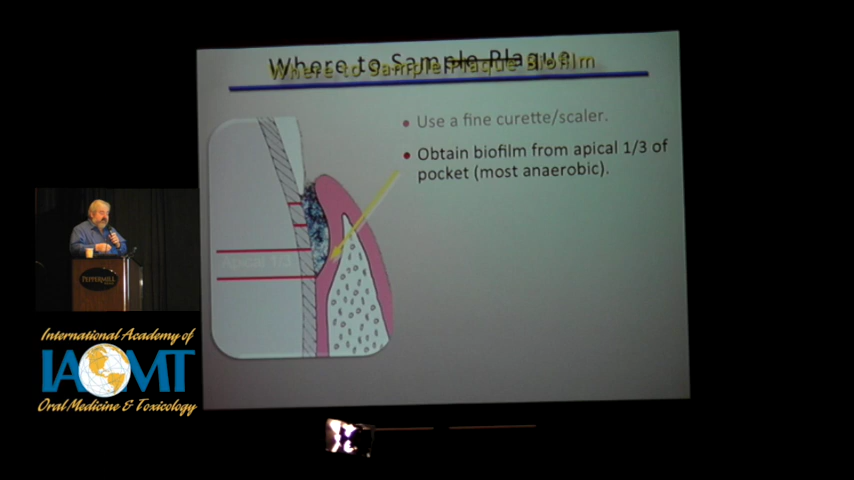 Where to Sample Plaque
Where to Sample Plaque Biofilm
• Use a fine curette/scaler.
• Obtain biofilm from apical 1/3 of
pocket (most anaerobic).
PEPPERMILL
International Academy of
IAOMT
Oral Medicine & Toxicology